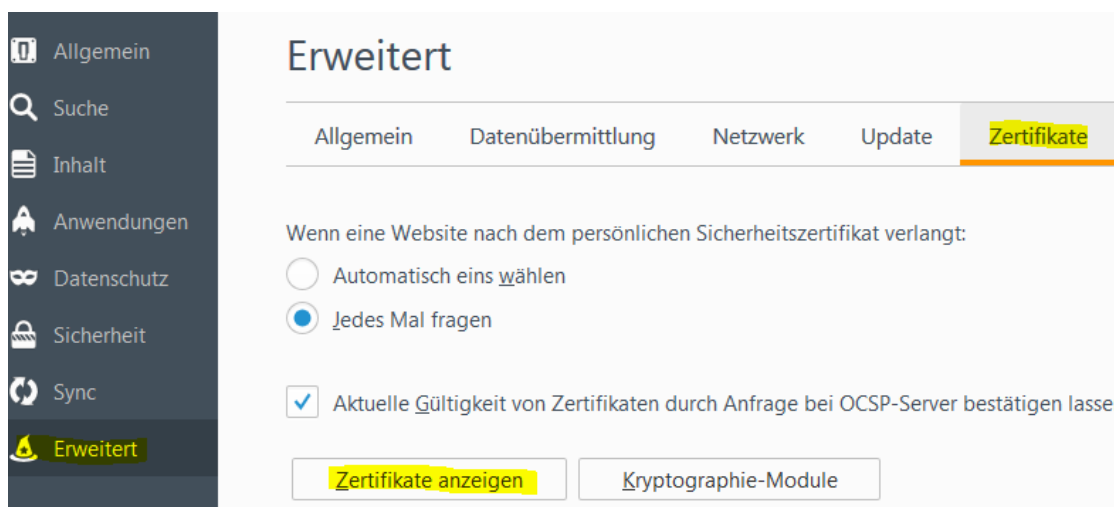 Allgemein
Suche
Inhalt
Anwendungen
Datenschutz
Sicherheit
Sync
Erweitert
Erweitert
Allgemein Datenübermittlung Netzwerk Update Zertifikate
Wenn eine Website nach dem persönlichen Sicherheitszertifikat verlangt:
Automatisch eins wählen
Jedes Mal fragen
Aktuelle Gültigkeit von Zertifikaten durch Anfrage bei OCSP-Server bestätigen lasse
Zertifikate anzeigen Kryptographie-Module